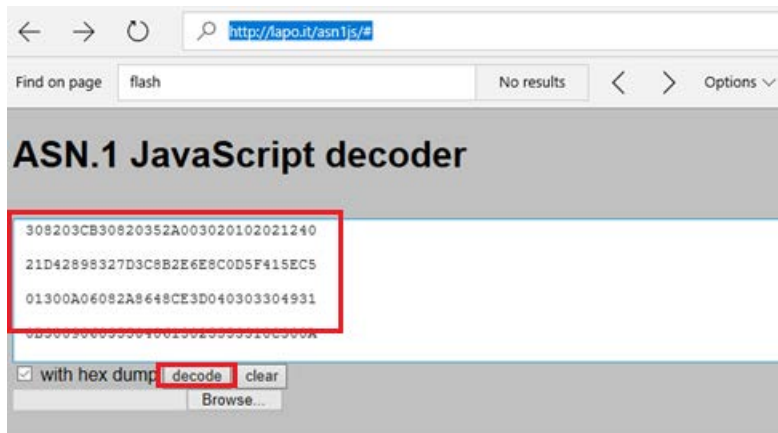 http://lapo.it/asn1js/#
Find on page flash No results Options
ASN.1 JavaScript decoder
308203CB30820352A003020102021240
21D42898327D3C8B2E6E8C0D5F415EC5
01300A06082A8648CE3D040303304931
with hex dump decode clear
Browse...